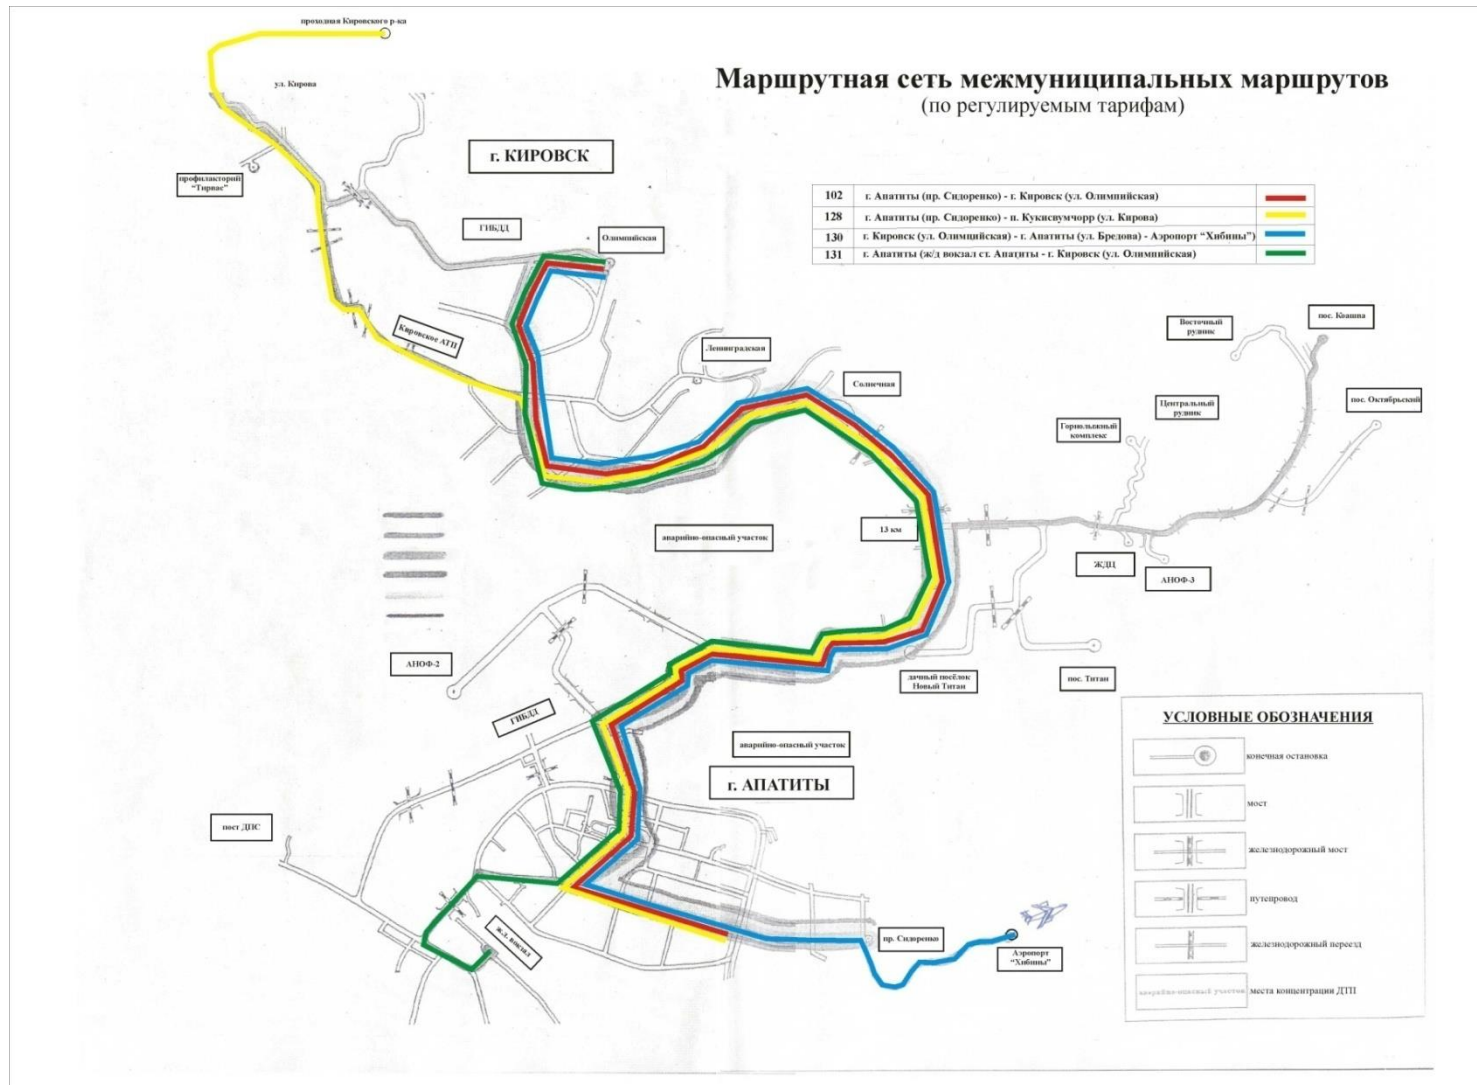 проходная Кировского р-ка
ул. Кирова
Маршрутная сеть межмуниципальных маршрутов
(по регулируемым тарифам)
г. КИРОВСК
профилакторий
"Тирвас"
ГИБДД
Олимпийская
102 г. Апатиты (пр. Сидоренко) - г. Кировск (ул. Олимпийская)
128 г. Апатиты (пр. Сидоренко) - п. Кукисвумчорр (ул. Кирова)
130 г. Кировск (ул. Олимпийская) - г. Апатиты (ул. Бредова) - Аэропорт "Хибины")
131 г. Апатиты (ж/д вокзал ст. Апатиты - г. Кировск (ул. Олимпийская)
Кировское АТП
Ленинградская
Солнечная
Восточный
рудник
пос. Коашва
Центральный
рудник
пос. Октябрьский
Горнолыжный
комплекс
13 км
аварийно-опасный участок
ЖДЦ
АНОФ-3
АНОФ-2
дачный посёлок
Новый Титан
пос. Титан
ГИБДД
аварийно-опасный участок
г. АПАТИТЫ
пост ДПС
ж.д. вокзал
пр. Сидоренко
Аэропорт
"Хибины"
УСЛОВНЫЕ ОБОЗНАЧЕНИЯ
конечная остановка
мост
железнодорожный мост
путепровод
железнодорожный переезд
аварийно-опасный участок
места концентрации ДТП